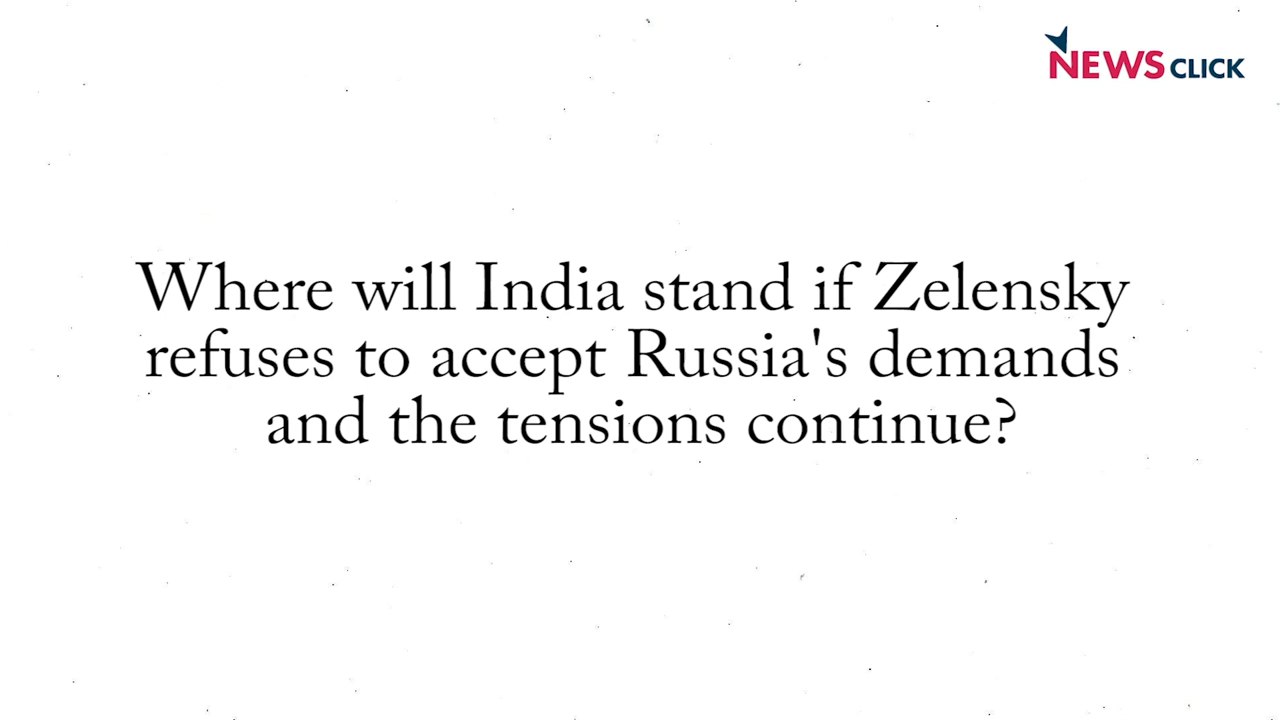 NEWSCLICK
Where will India stand if Zelensky
refuses to accept Russia's demands
and the tensions continue?